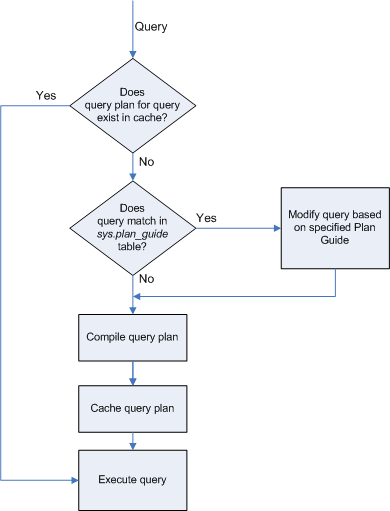 Query
Does
query plan for query
exist in cache?
Yes
No
Does
query match in
sys.plan_guide
table?
Yes
Modify query based
on specified Plan
Guide
No
Compile query plan
Cache query plan
Execute query